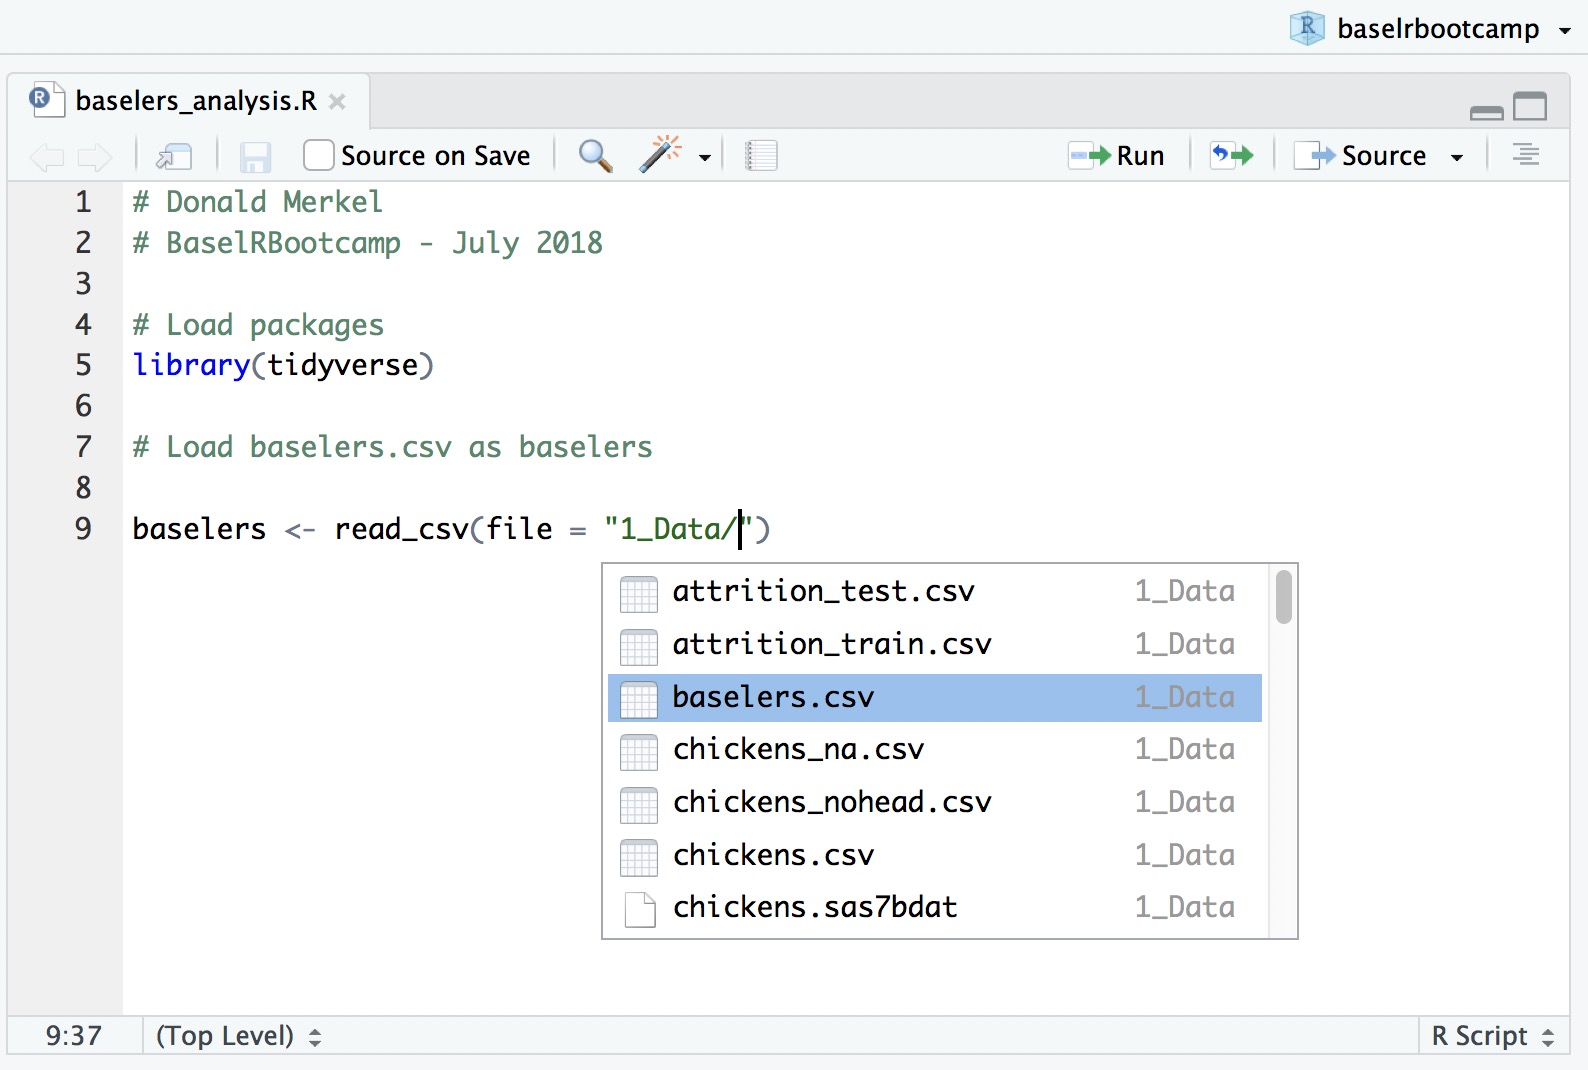 baselrbootcamp
baselers_analysis.R
Source on Save
Run
Source
1 # Donald Merkel
2 # BaselRBootcamp - July 2018
3
4 # Load packages
5 library(tidyverse)
6
7 # Load baselers.csv as baselers
8
9 baselers <- read_csv(file = "1_Data/")
attrition_test.csv 1_Data
attrition_train.csv 1_Data
baselers.csv 1_Data
chickens_na.csv 1_Data
chickens_nohead.csv 1_Data
chickens.csv 1_Data
chickens.sas7bdat 1_Data
9:37 (Top Level) R Script